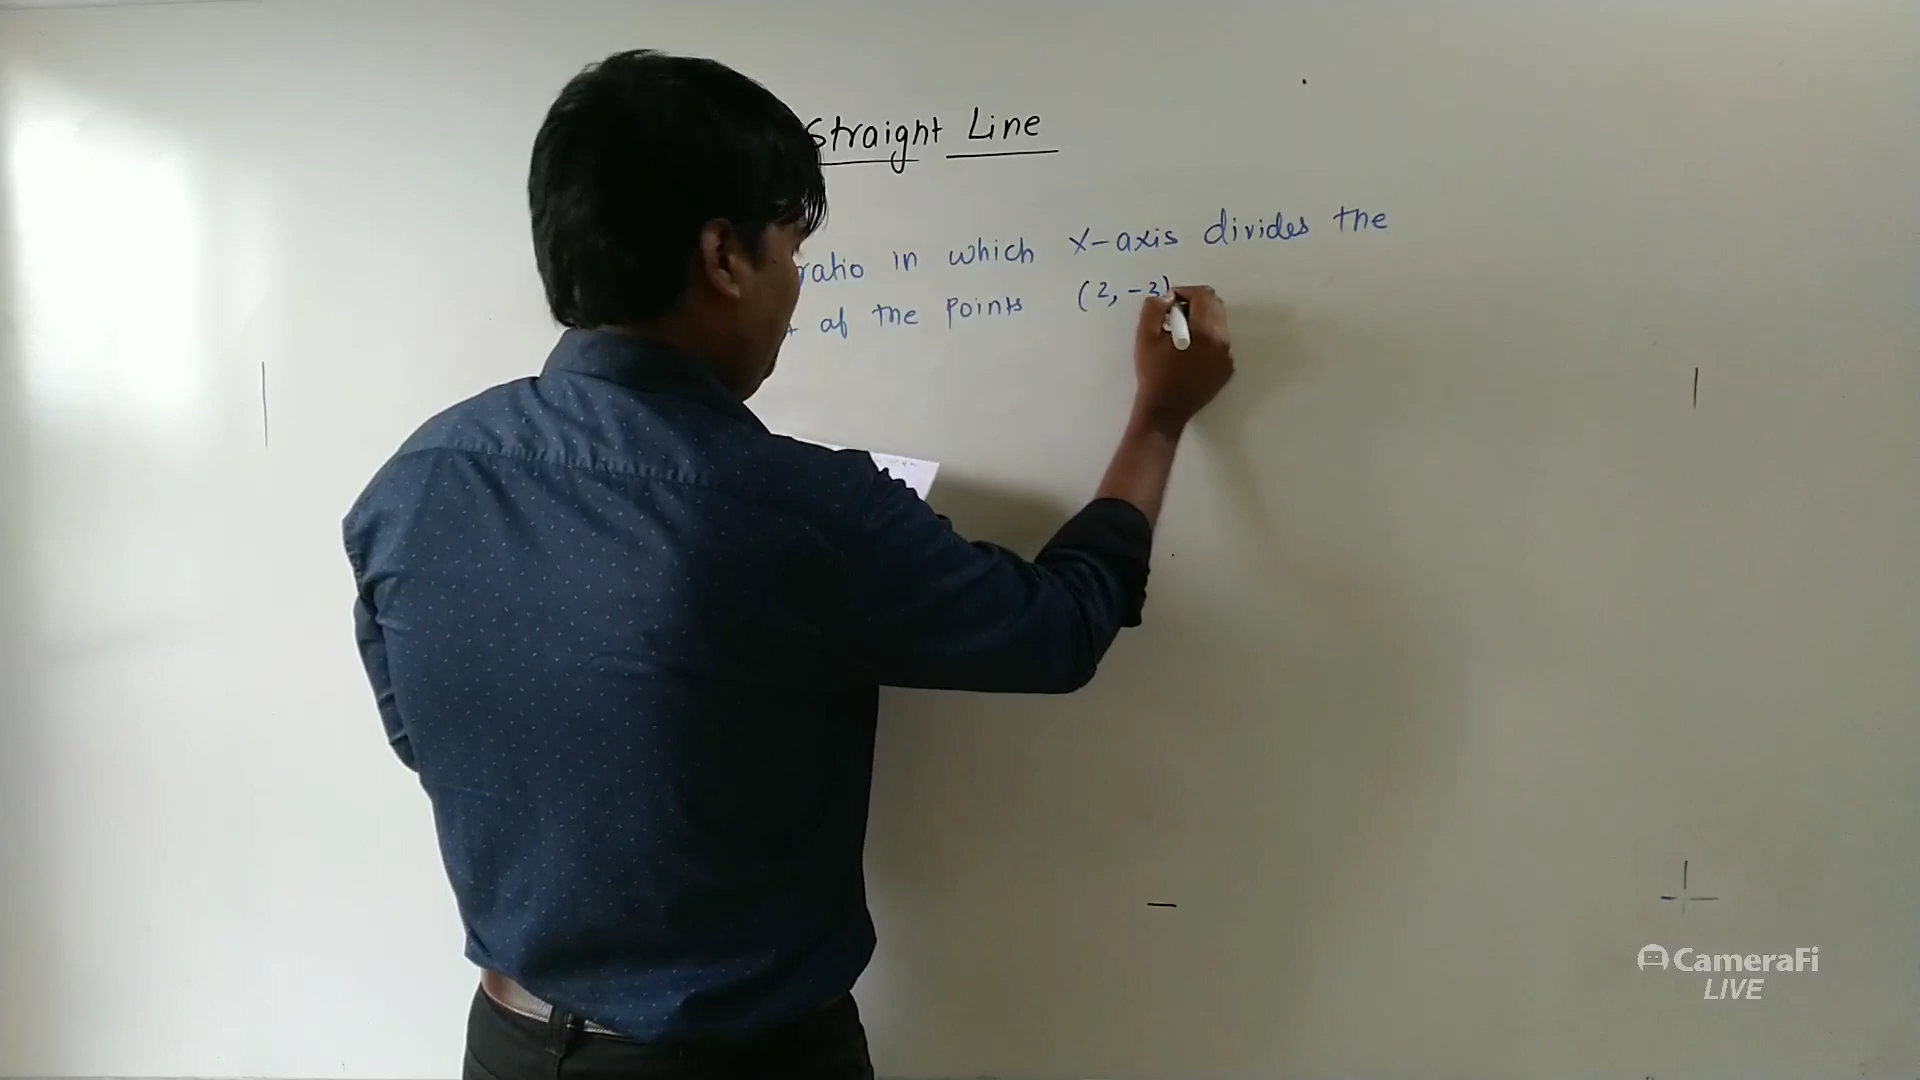 Straight Line
ratio in which X-axis divides the
of the points (2, -3)
CameraFi
LIVE